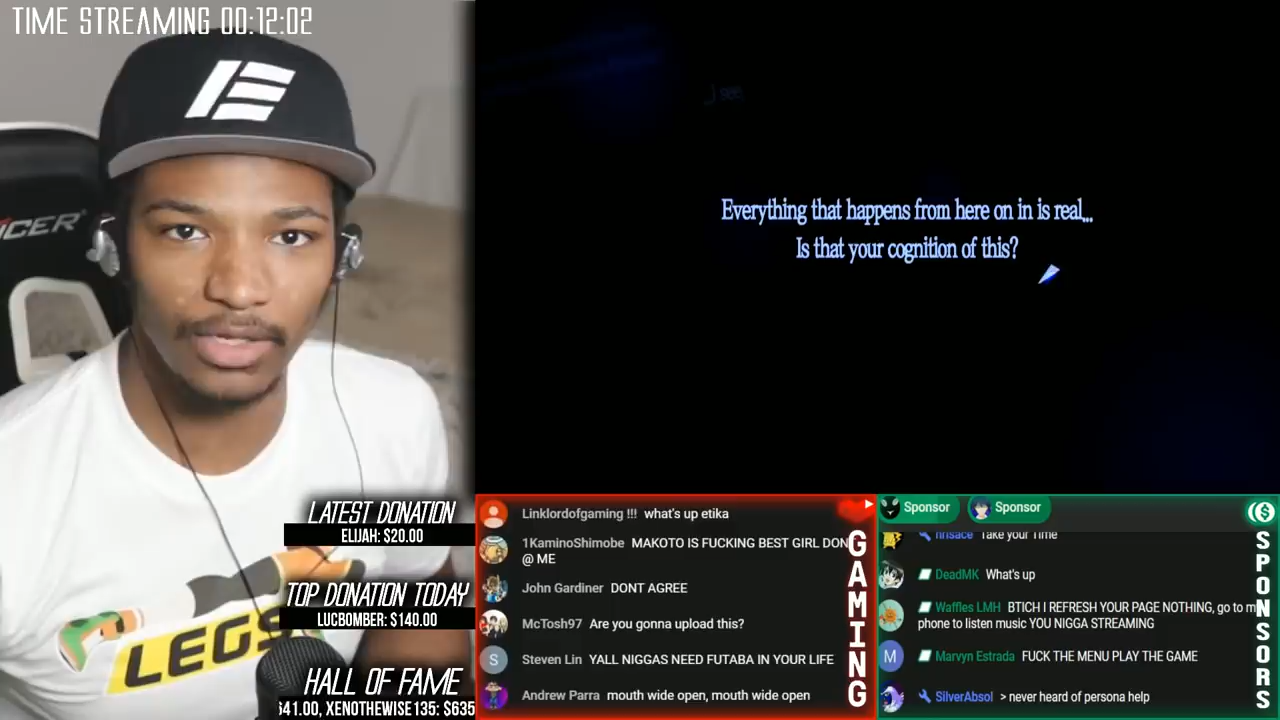 TIME STREAMING 00:12:02
E
CER
LEGS
LATEST DONATION
ELIJAH: $20.00
TOP DONATION TODAY
LUCBOMBER: $140.00
HALL OF FAME
$41.00, XENOTHEWISE135: $635
I see
Everything that happens from here on in is real...
Is that your cognition of this?
Linklordofgaming !!! what's up etika
1KaminoShimobe MAKOTO IS FUCKING BEST GIRL DON
@ ME
John Gardiner DONT AGREE
McTosh97 Are you gonna upload this?
S Steven Lin YALL NIGGAS NEED FUTABA IN YOUR LIFE
Andrew Parra mouth wide open, mouth wide open
GAMING
Sponsor Sponsor
Take your Time
DeadMK What's up
Waffles LMH BTICH I REFRESH YOUR PAGE NOTHING, go to m
phone to listen music YOU NIGGA STREAMING
M Marvyn Estrada FUCK THE MENU PLAY THE GAME
SilverAbsol > never heard of persona help
$
SPONSORS